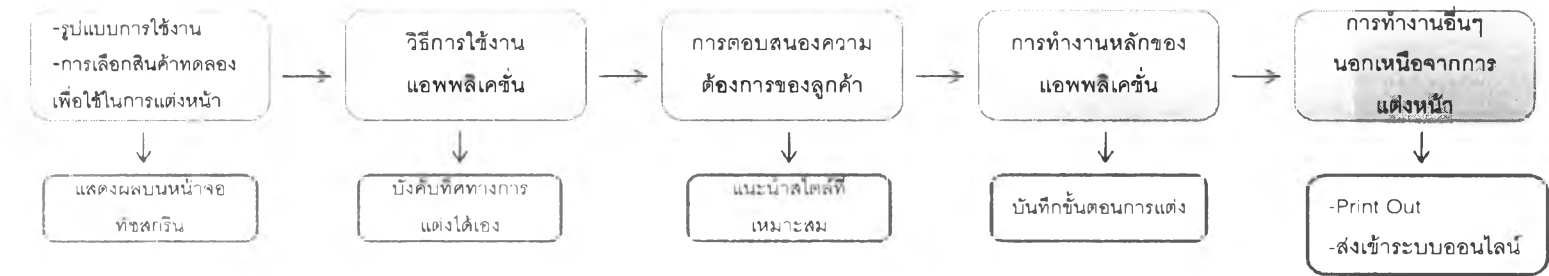 -รูปแบบการใช้งาน
-การเลือกสินค้าทดลอง
เพื่อใช้ในการแต่งหน้า
วิธีการใช้งาน
แอพพลิเคชั่น
การตอบสนองความ
ต้องการของลูกค้า
การทำงานหลักของ
แอพพลิเคชั่น
การทำงานอื่นๆ
นอกเหนือจากการ
แต่งหน้า
แสดงผลบนหน้าจอ
ทัชสกรีน
บังคับทิศทางการ
แต่งได้เอง
แนะนำสไตล์ที่
เหมาะสม
บันทึกขั้นตอนการแต่ง
-Print Out
-ส่งเข้าระบบออนไลน์